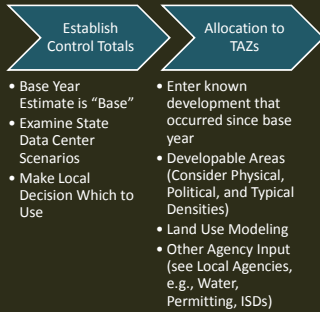 Establish
Control Totals
• Base Year
Estimate is “Base”
• Examine State
Data Center
Scenarios
• Make Local
Decision Which to
Use
Allocation to
TAZs
• Enter known
development that
occurred since base
year
• Developable Areas
(Consider Physical,
Political, and Typical
Densities)
• Land Use Modeling
• Other Agency Input
(see Local Agencies,
e.g., Water,
Permitting, ISDs)